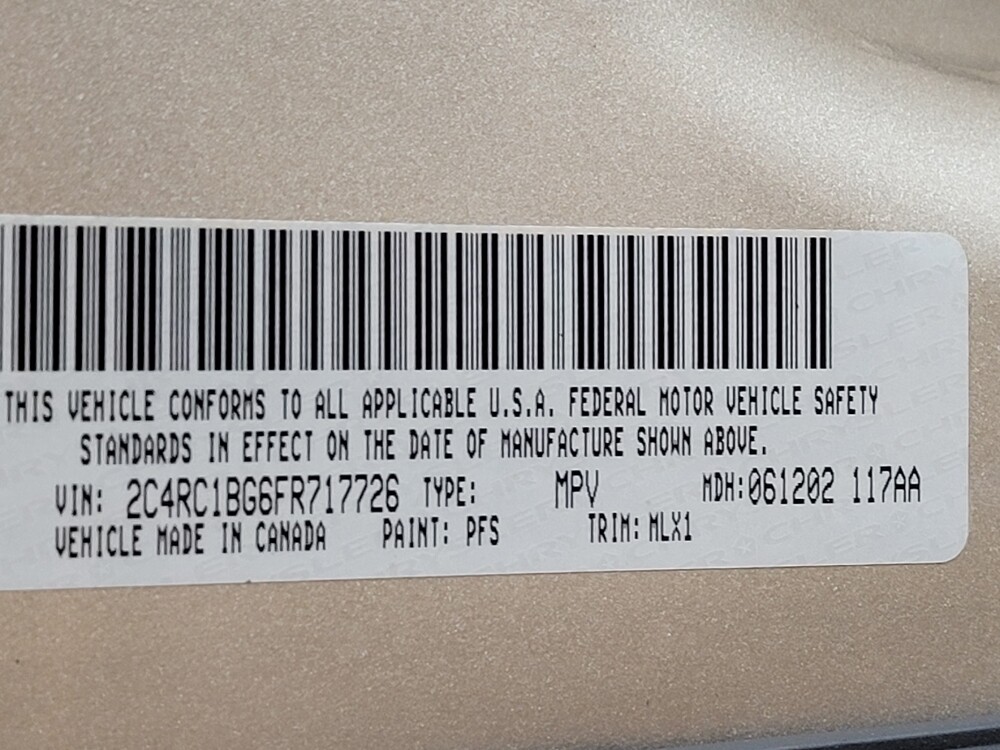 THIS VEHICLE CONFORMS TO ALL APPLICABLE U.S.A. FEDERAL MOTOR VEHICLE SAFETY
STANDARDS IN EFFECT ON THE DATE OF MANUFACTURE SHOWN ABOVE.
VIN: 2C4RC1BG6FR717726 TYPE: MPV MDH:061202 117AA
VEHICLE MADE IN CANADA PAINT: PFS TRIM: MLX1